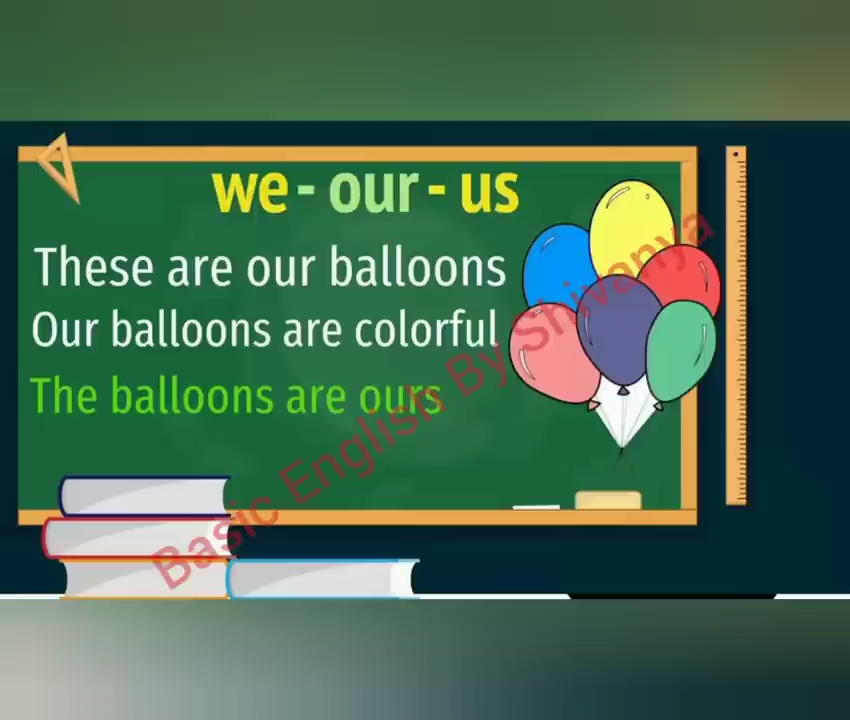 we - our - us
These are our balloons
Our balloons are colorful
The balloons are ours
Basic English By Shivanya